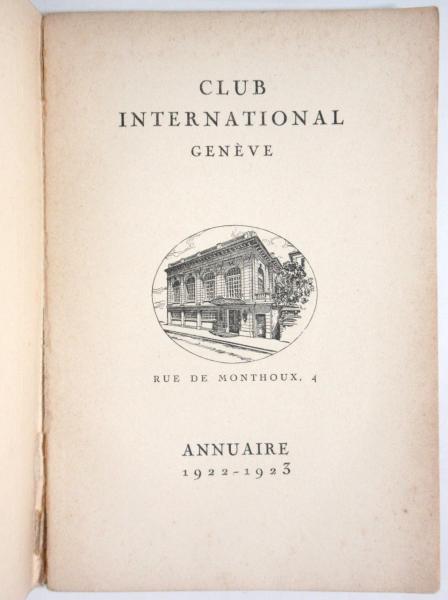 CLUB
INTERNATIONAL
GENÈVE
RUE DE MONTHOUX, 4
ANNUAIRE
1922-1923